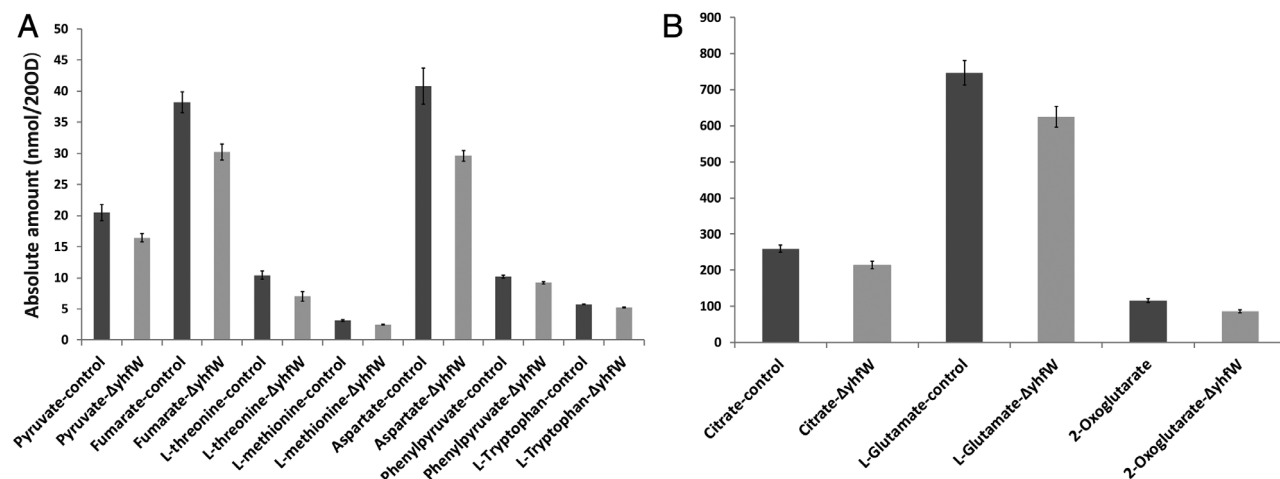 A
Absolute amount (nmol/20OD)
50
45
40
35
30
25
20
15
10
5
0
Pyruvate-control
Pyruvate-ΔyhfW
Fumarate-control
Fumarate-ΔyhfW
L-threonine-control
L-threonine-ΔyhfW
L-methionine-control
L-methionine-ΔyhfW
Aspartate-control
Aspartate-ΔyhfW
Phenylpyruvate-control
Phenylpyruvate-ΔyhfW
L-Tryptophan-control
L-Tryptophan-ΔyhfW
B
900
800
700
600
500
400
300
200
100
0
Citrate-control
Citrate-ΔyhfW
L-Glutamate-control
L-Glutamate-ΔyhfW
2-Oxoglutarate
2-Oxoglutarate-ΔyhfW